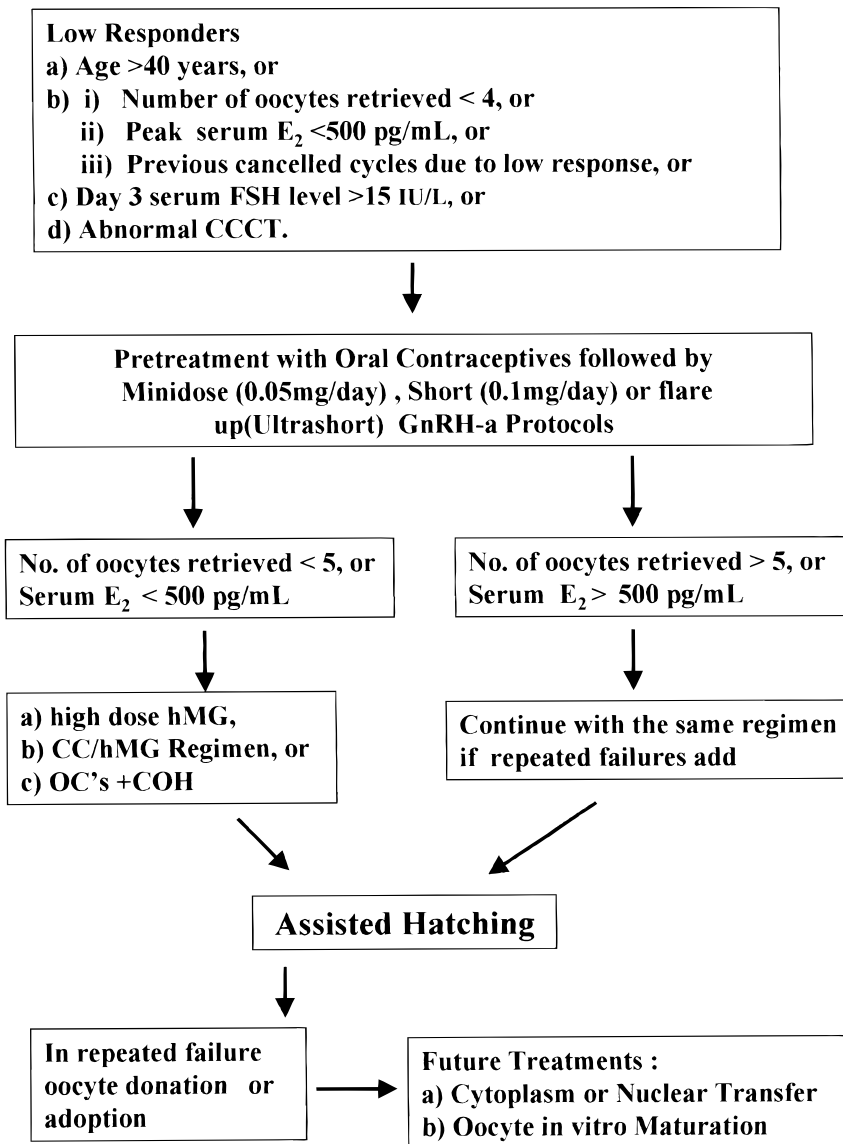 Low Responders
a) Age >40 years, or
b) i) Number of oocytes retrieved < 4, or
ii) Peak serum E₂ <500 pg/mL, or
iii) Previous cancelled cycles due to low response, or
c) Day 3 serum FSH level >15 IU/L, or
d) Abnormal CCCT.
Pretreatment with Oral Contraceptives followed by
Minidose (0.05mg/day) , Short (0.1mg/day) or flare
up(Ultrashort) GnRH-a Protocols
No. of oocytes retrieved < 5, or
Serum E₂ < 500 pg/mL
No. of oocytes retrieved > 5, or
Serum E₂ > 500 pg/mL
a) high dose hMG,
b) CC/hMG Regimen, or
c) OC's +COH
Continue with the same regimen
if repeated failures add
Assisted Hatching
In repeated failure
oocyte donation or
adoption
Future Treatments :
a) Cytoplasm or Nuclear Transfer
b) Oocyte in vitro Maturation